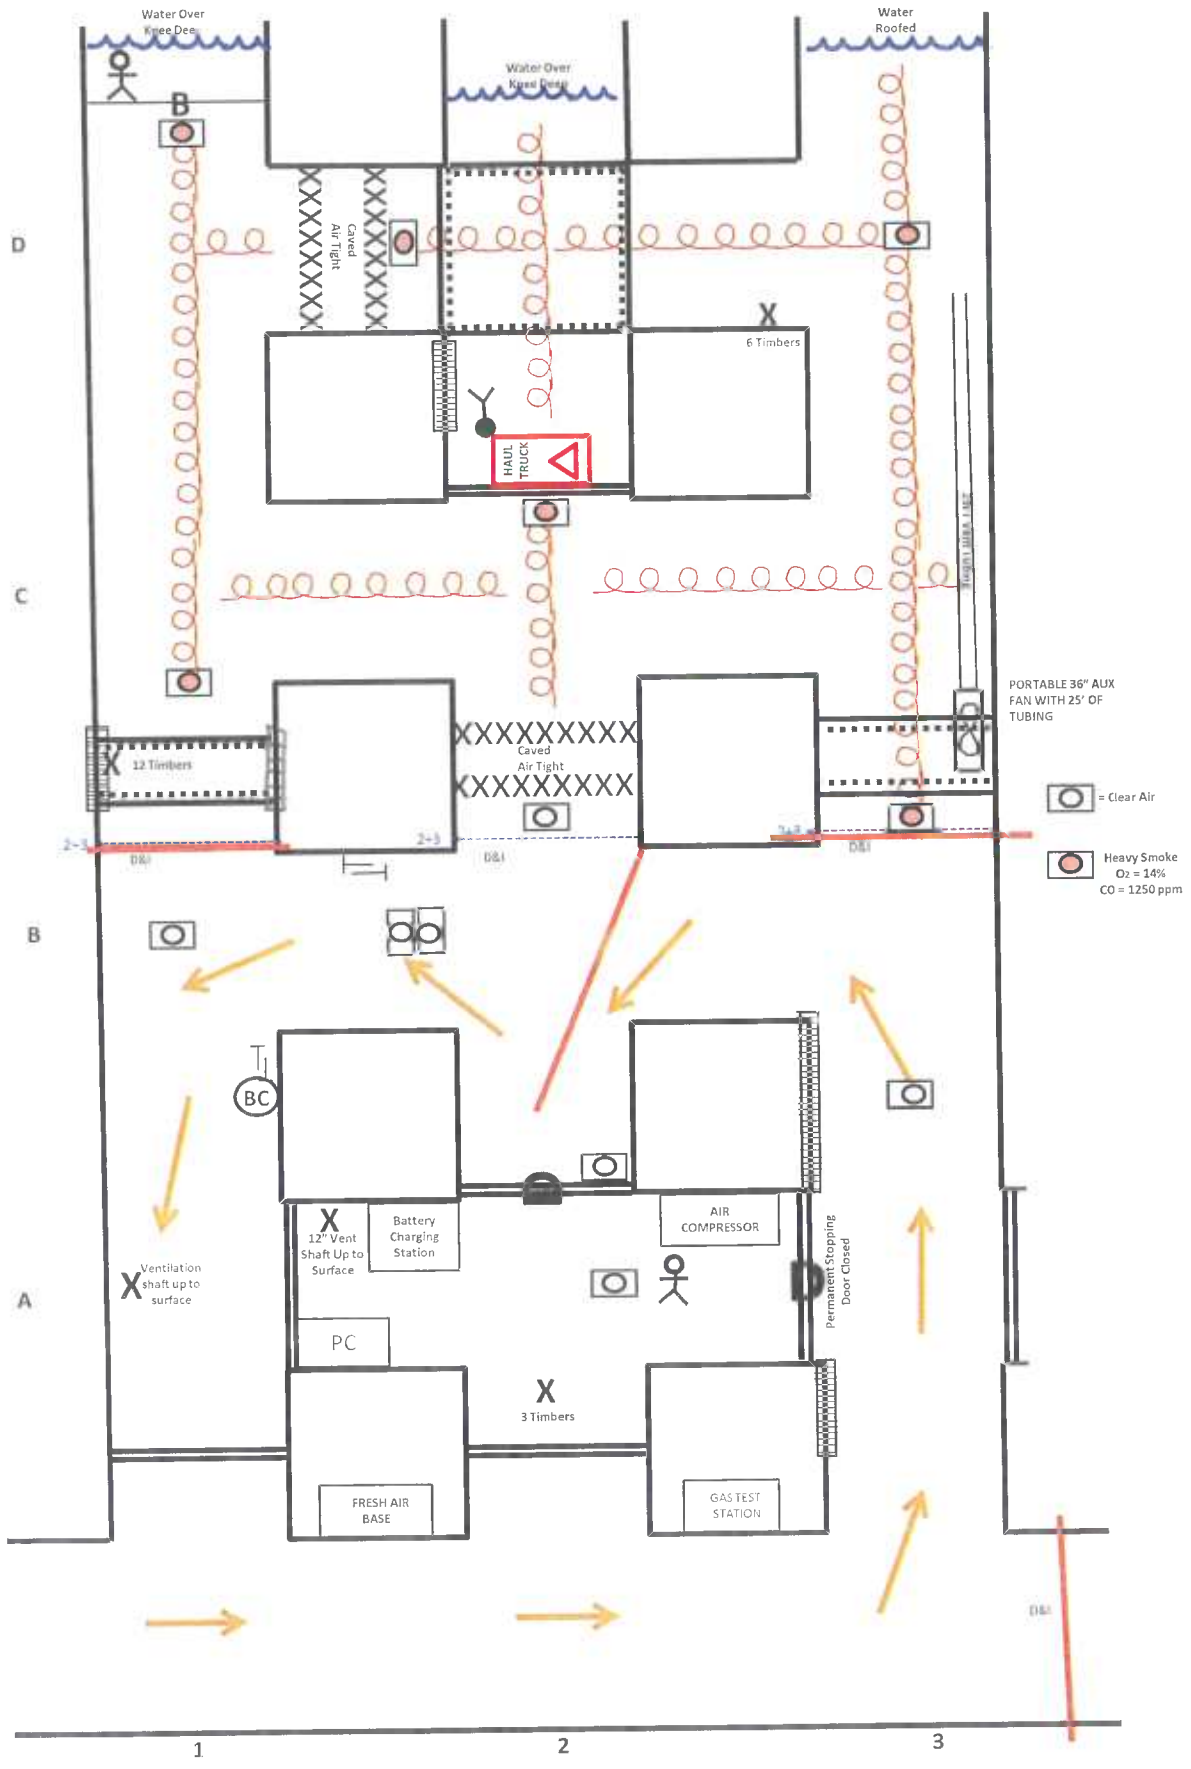 Water Over
Knee Dee
Water
Roofed
Water Over
Knee Deep
B
D
Caved
Air Tight
X
6 Timbers
HAUL
TRUCK
C
PORTABLE 36" AUX
FAN WITH 25' OF
TUBING
X
12 Timbers
Caved
Air Tight
= Clear Air
2-3
2-3
D&I
D&I
D&I
Heavy Smoke
O2 = 14%
CO = 1250 ppm
B
BC
X
12" Vent
Shaft Up to
Surface
Battery
Charging
Station
AIR
COMPRESSOR
Permanent Stopping
Door Closed
X
Ventilation
shaft up to
surface
A
PC
X
3 Timbers
FRESH AIR
BASE
GAS TEST
STATION
D&I
1
2
3